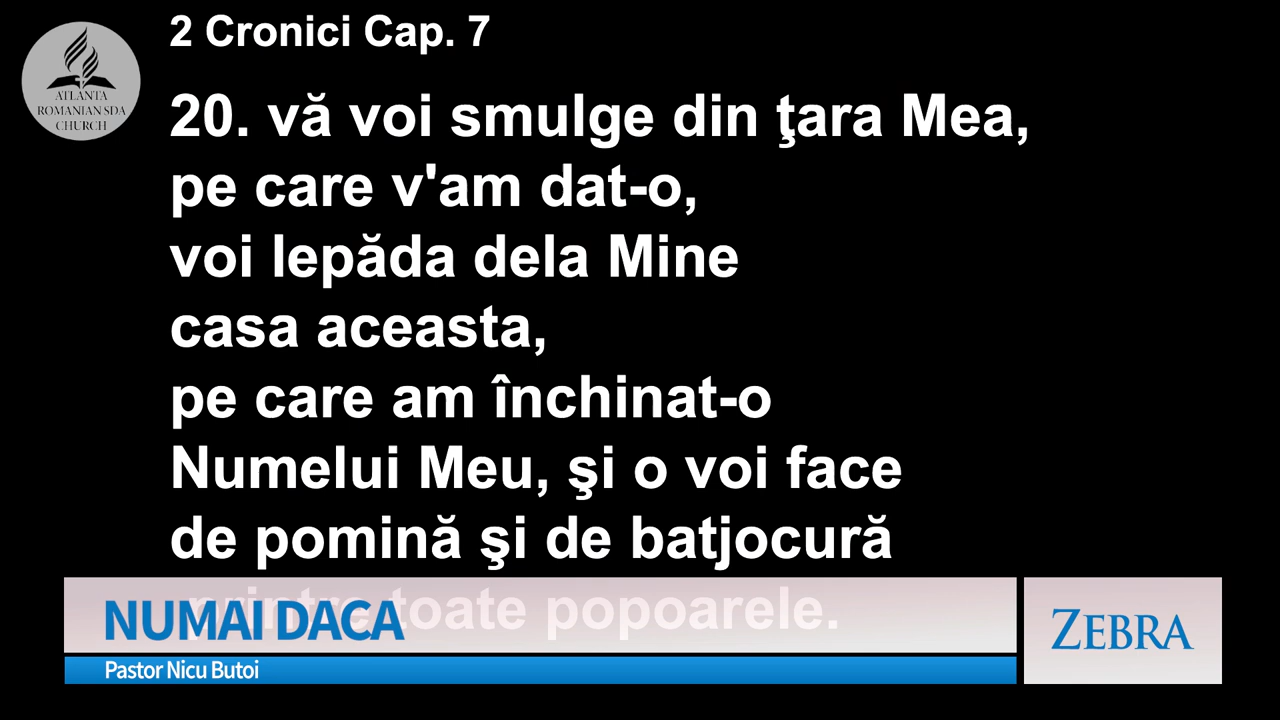 2 Cronici Cap. 7
ATLANTA
ROMANIAN SDA
CHURCH
20. vă voi smulge din ţara Mea,
pe care v'am dat-o,
voi lepăda dela Mine
casa aceasta,
pe care am închinat-o
Numelui Meu, şi o voi face
de pomină şi de batjocură
printre toate popoarele.
NUMAI DACA
Pastor Nicu Butoi
ZEBRA